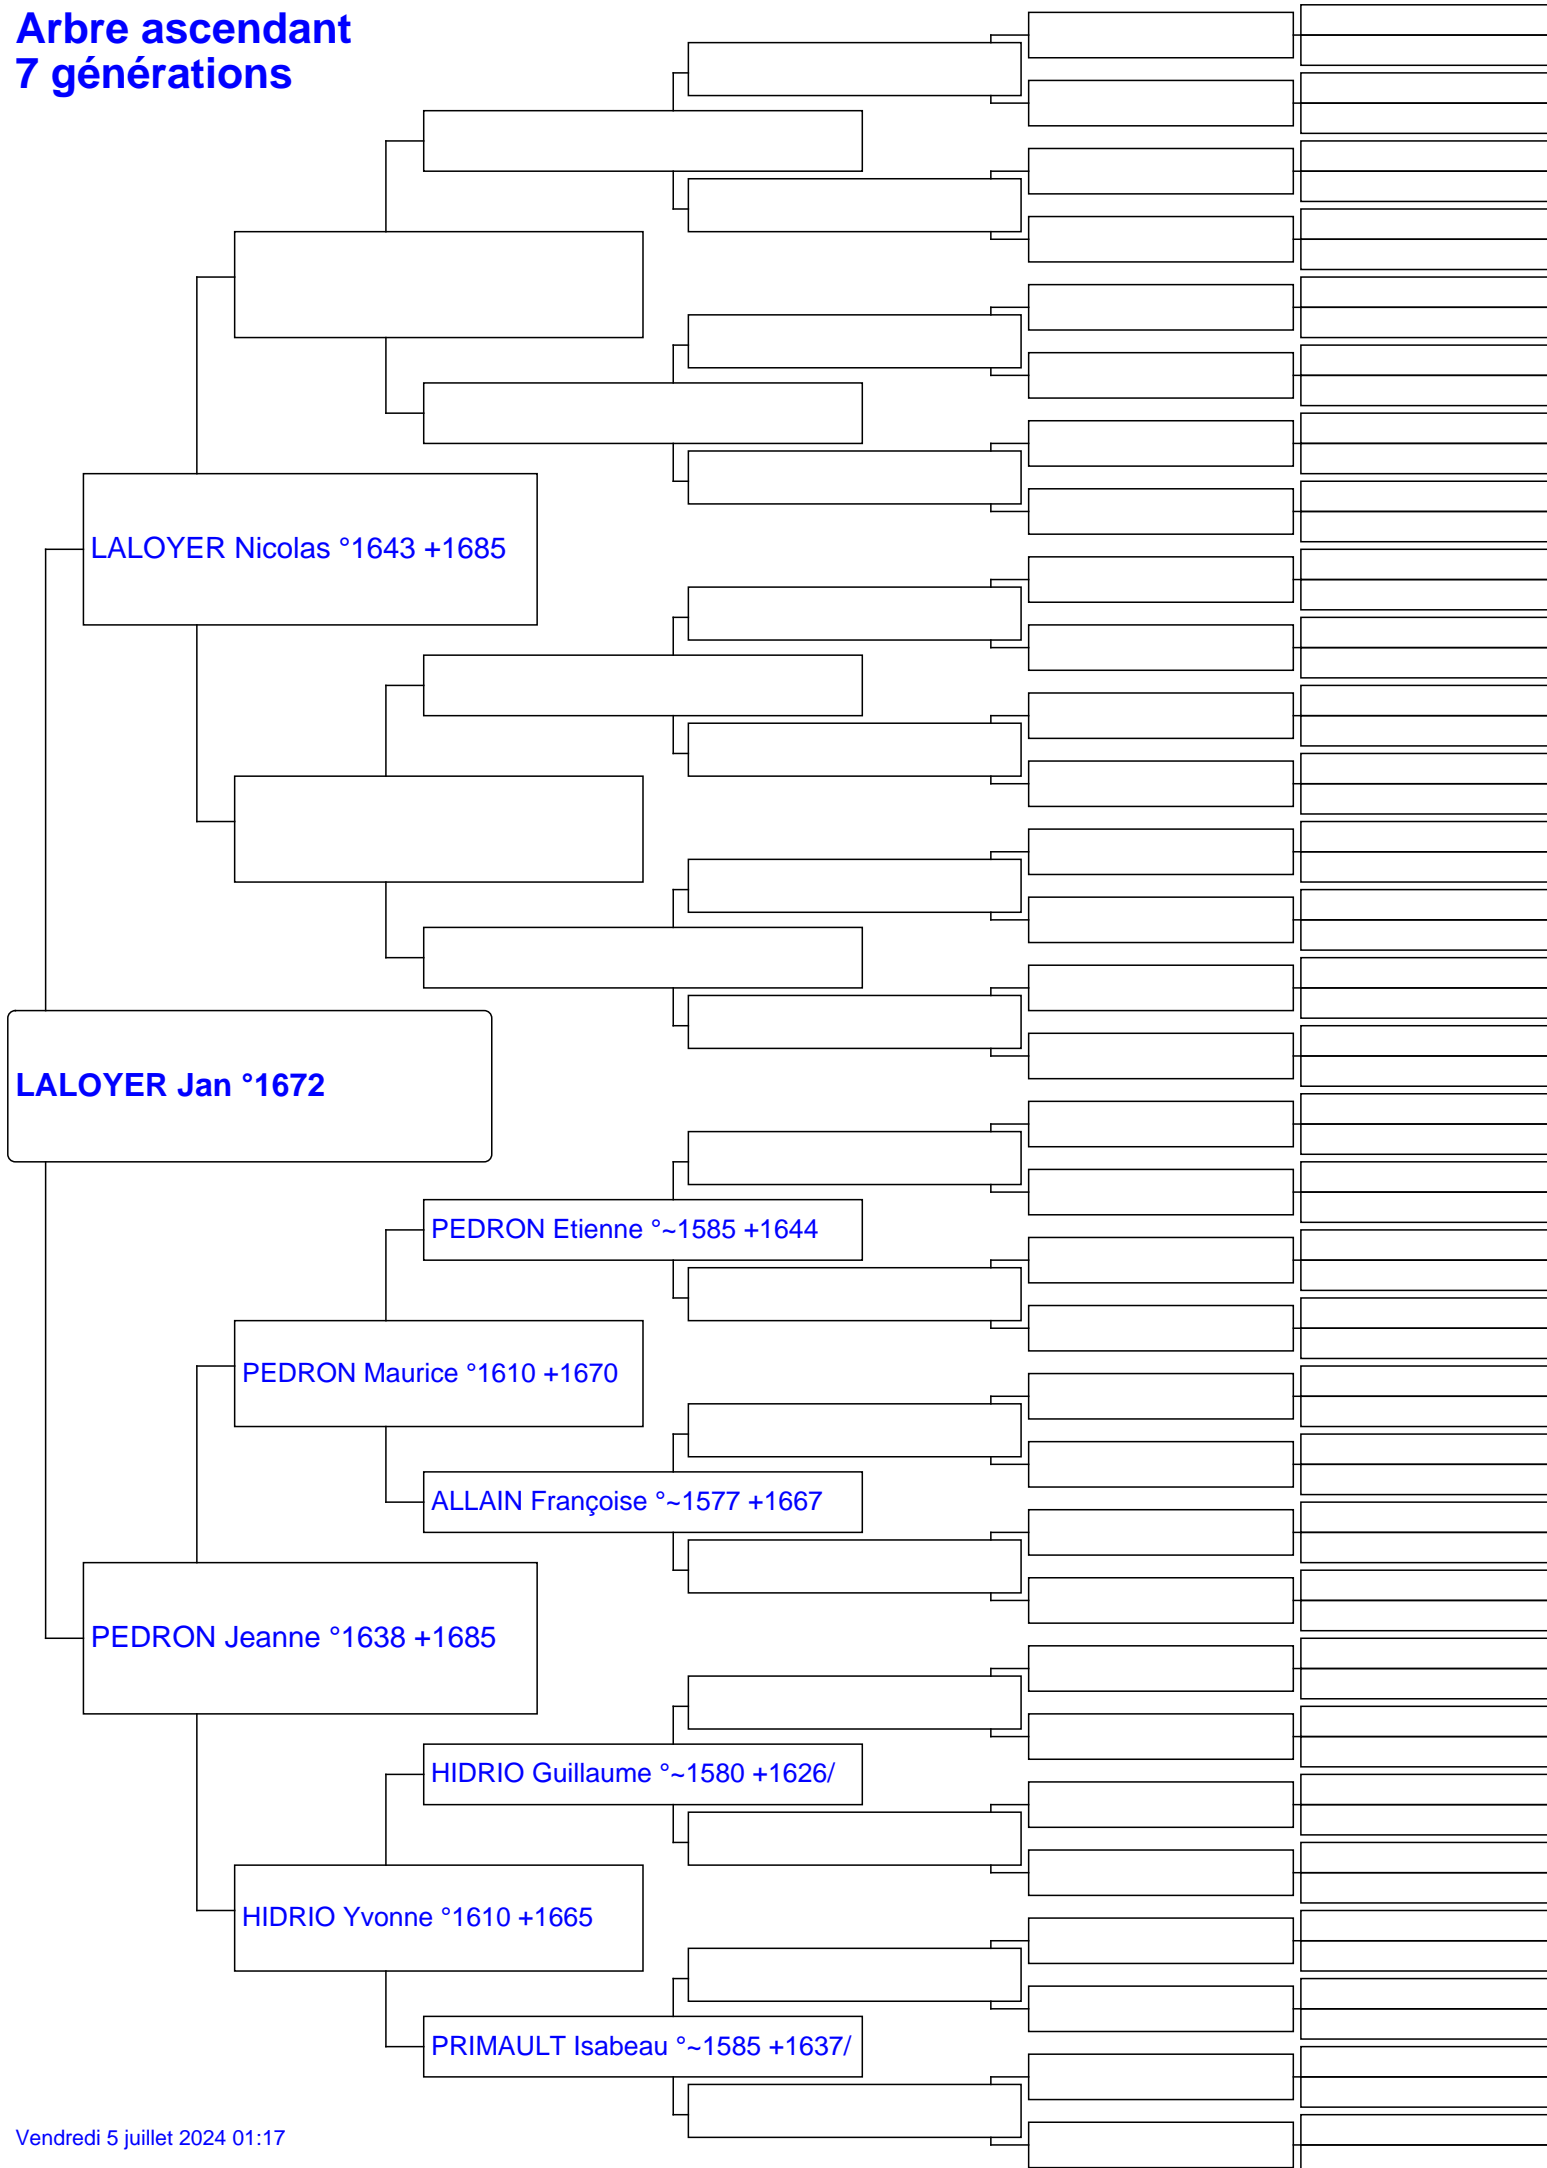 Arbre ascendant
7 générations
LALOYER Nicolas °1643 +1685
LALOYER Jan °1672
PEDRON Etienne °~1585 +1644
PEDRON Maurice °1610 +1670
ALLAIN Françoise °~1577 +1667
PEDRON Jeanne °1638 +1685
HIDRIO Guillaume °~1580 +1626/
HIDRIO Yvonne °1610 +1665
PRIMAULT Isabeau °~1585 +1637/
Vendredi 5 juillet 2024 01:17